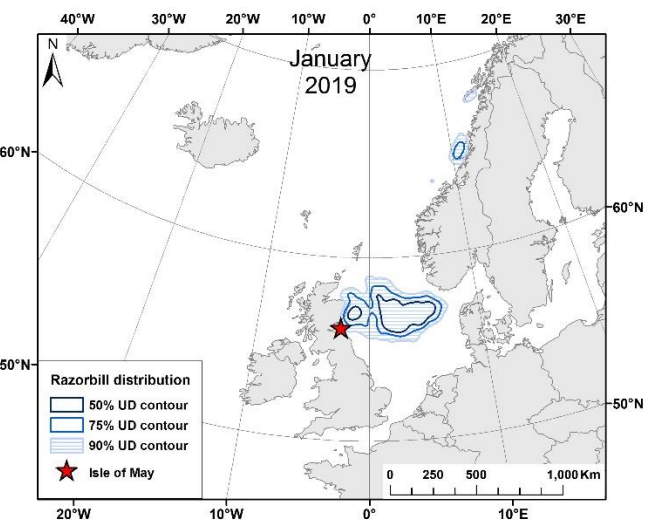 40°W 30°W 20°W 10°W 0° 10°E 20°E 30°E
N
January
2019
60°N
60°N
50°N
50°N
Razorbill distribution
50% UD contour
75% UD contour
90% UD contour
Isle of May
0 250 500 1,000 Km
20°W 10°W 0° 10°E